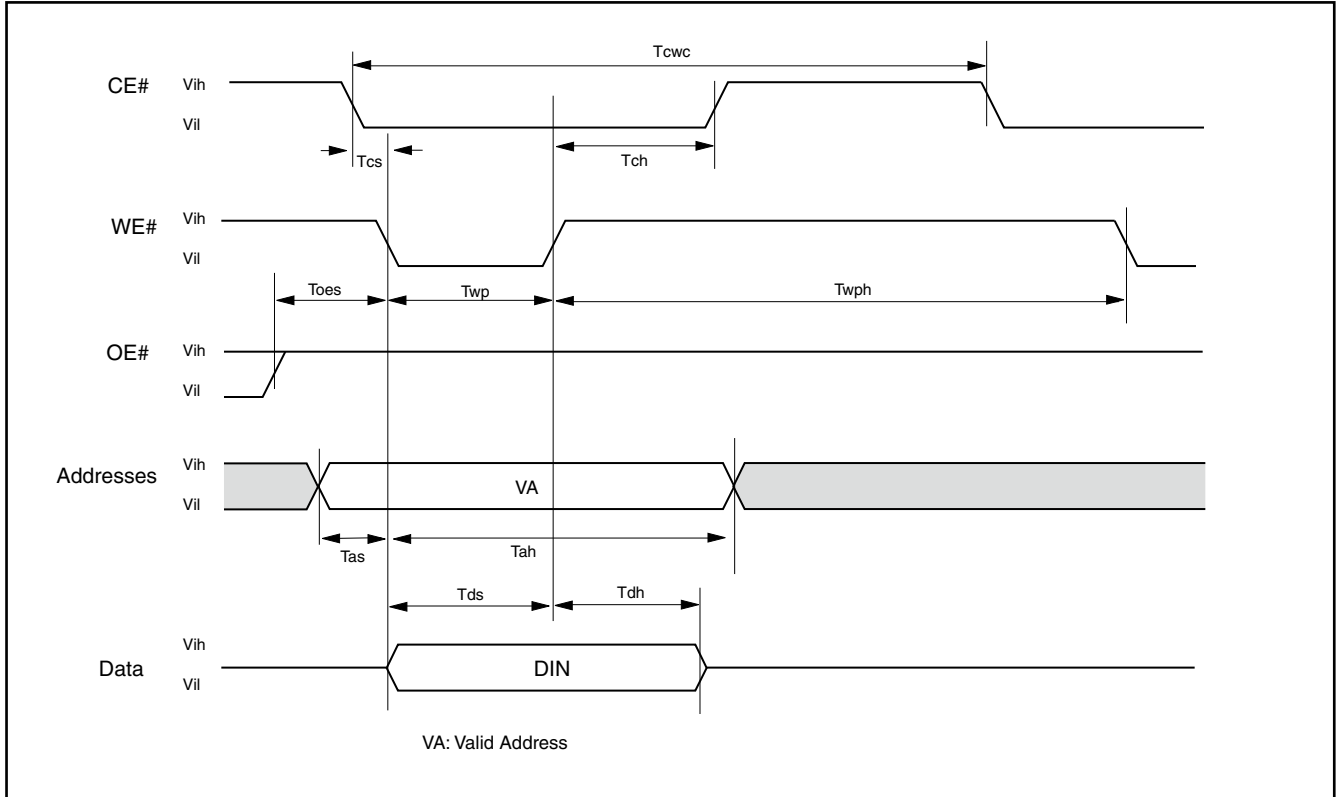 Tcwc
CE#
Vih
Vil
Tcs
Tch
WE#
Vih
Vil
Toes
Twp
Twph
OE#
Vih
Vil
Addresses
Vih
Vil
VA
Tas
Tah
Tds
Tdh
Data
Vih
Vil
DIN
VA: Valid Address